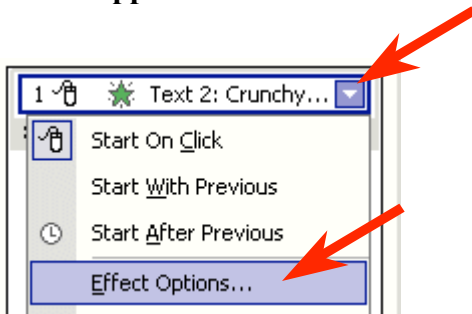 1 Text 2: Crunchy...
Start On Click
Start With Previous
Start After Previous
Effect Options...